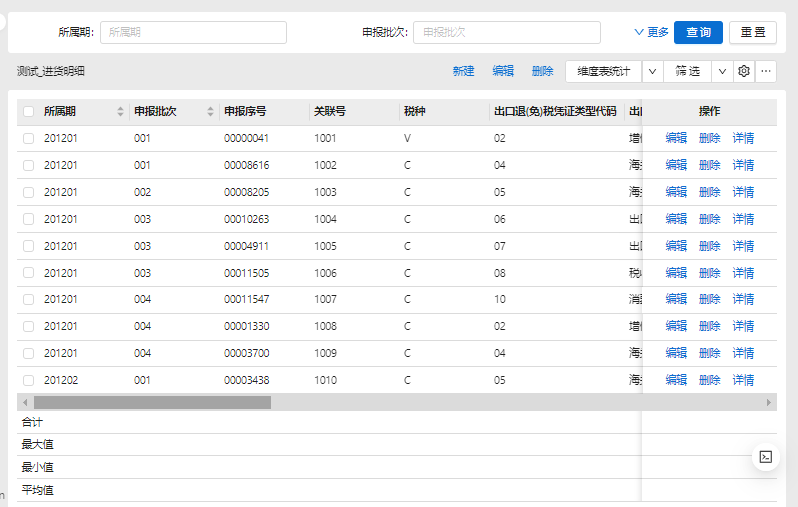 所属期: 所属期 申报批次: 申报批次 更多 查询 重置
测试_进货明细 新建 编辑 删除 维度表统计 筛选 ···
所属期 申报批次 申报序号 关联号 税种 出口退(免)税凭证类型代码 操作
201201 001 00000041 1001 V 02 编辑 删除 详情
201201 001 00008616 1002 C 04 编辑 删除 详情
201201 002 00008205 1003 C 05 编辑 删除 详情
201201 003 00010263 1004 C 06 出 编辑 删除 详情
201201 003 00004911 1005 C 07 出 编辑 删除 详情
201201 003 00011505 1006 C 08 税 编辑 删除 详情
201201 004 00011547 1007 C 10 消 编辑 删除 详情
201201 004 00001330 1008 C 02 编辑 删除 详情
201201 004 00003700 1009 C 04 编辑 删除 详情
201202 001 00003438 1010 C 05 编辑 删除 详情
合计
最大值
最小值
平均值